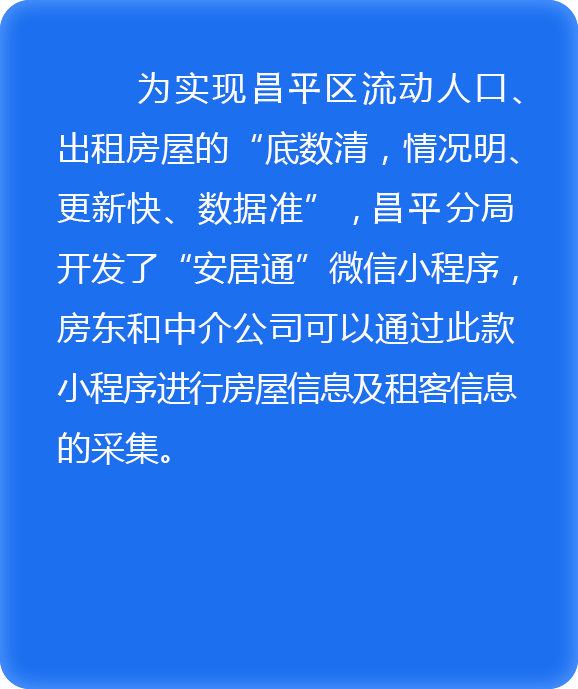 为实现昌平区流动人口、
出租房屋的“底数清，情况明、
更新快、数据准”，昌平分局
开发了“安居通”微信小程序，
房东和中介公司可以通过此款
小程序进行房屋信息及租客信息
的采集。